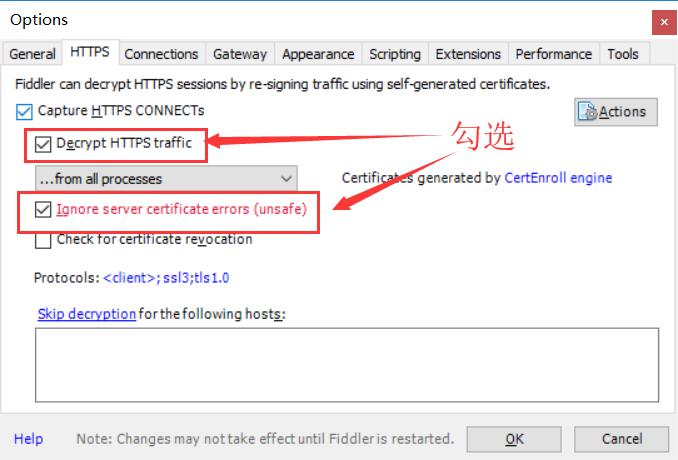 Options
General HTTPS Connections Gateway Appearance Scripting Extensions Performance Tools
Fiddler can decrypt HTTPS sessions by re-signing traffic using self-generated certificates.
Capture HTTPS CONNECTs
Actions
Decrypt HTTPS traffic
勾选
...from all processes
Certificates generated by CertEnroll engine
Ignore server certificate errors (unsafe)
Check for certificate revocation
Protocols: <client>; ssl3;tls1.0
Skip decryption for the following hosts:
Help
Note: Changes may not take effect until Fiddler is restarted.
OK
Cancel